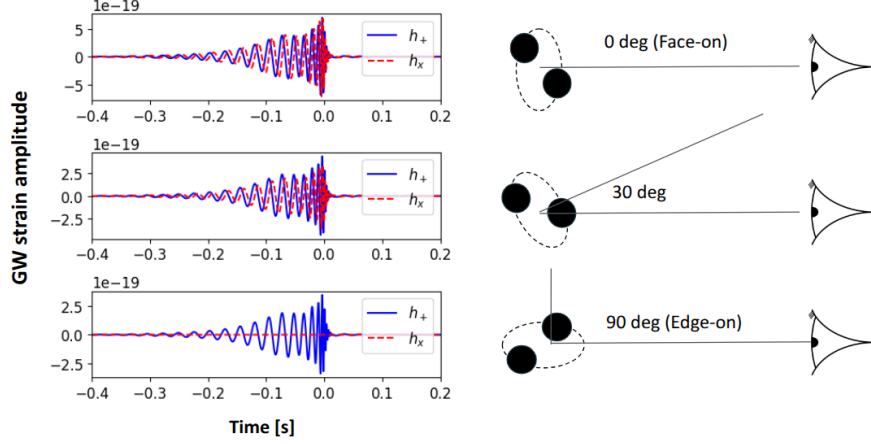 1e−19
5
0
−5
h+
hx
−0.4 −0.3 −0.2 −0.1 0.0 0.1 0.2
0 deg (Face-on)
GW strain amplitude
1e−19
2.5
0.0
−2.5
h+
hx
−0.4 −0.3 −0.2 −0.1 0.0 0.1 0.2
30 deg
1e−19
2.5
0.0
−2.5
h+
hx
−0.4 −0.3 −0.2 −0.1 0.0 0.1 0.2
90 deg (Edge-on)
Time [s]